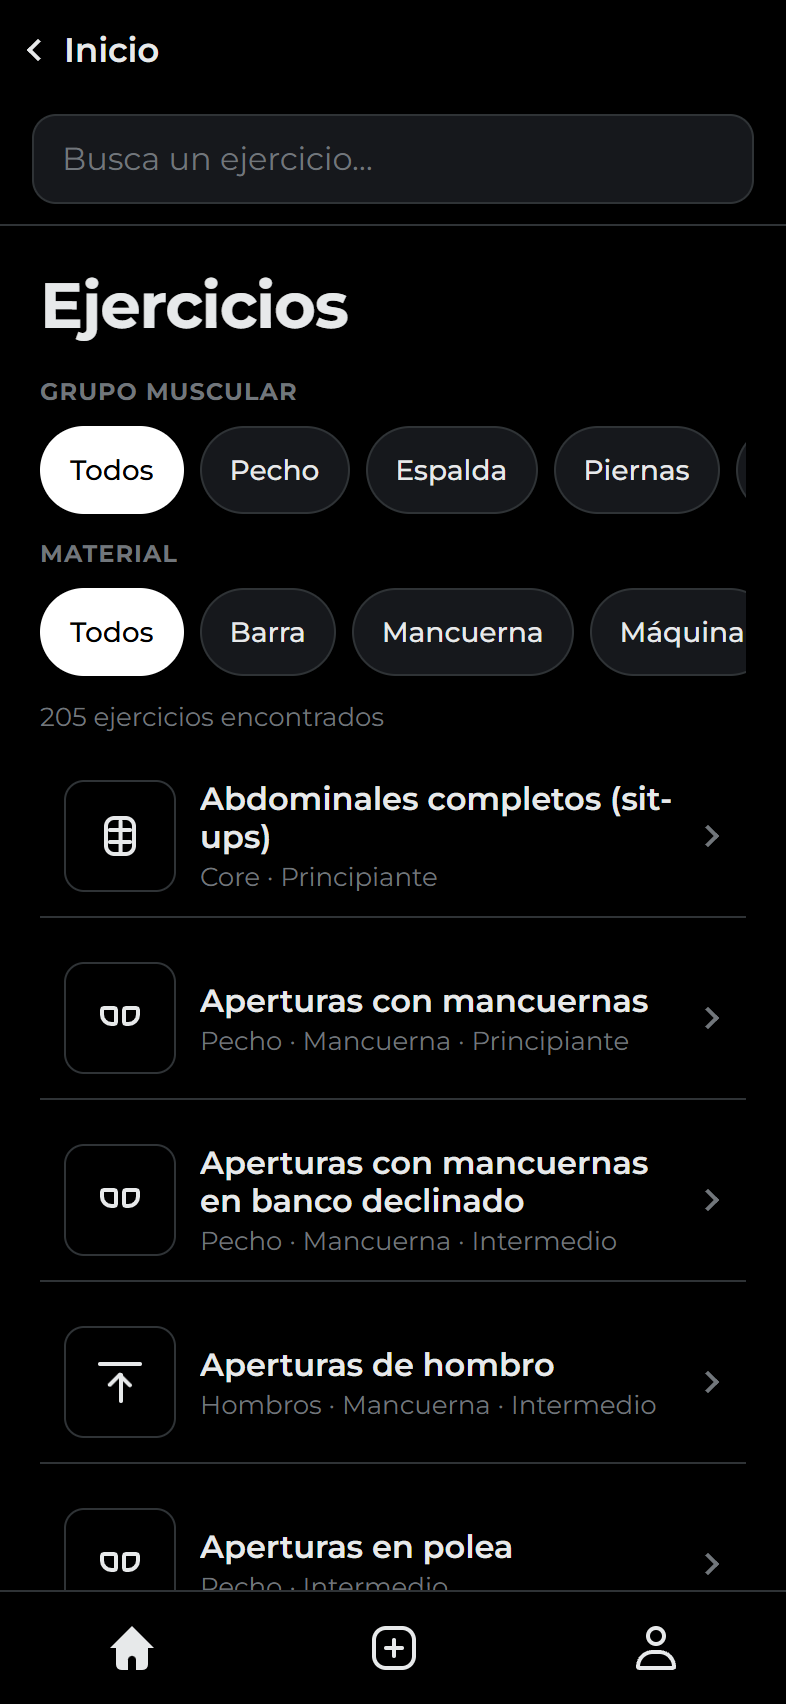 Inicio
Busca un ejercicio...
Ejercicios
GRUPO MUSCULAR
Todos Pecho Espalda Piernas
MATERIAL
Todos Barra Mancuerna Máquina
205 ejercicios encontrados
Abdominales completos (sit-
ups)
Core · Principiante
Aperturas con mancuernas
Pecho · Mancuerna · Principiante
Aperturas con mancuernas
en banco declinado
Pecho · Mancuerna · Intermedio
Aperturas de hombro
Hombros · Mancuerna · Intermedio
Aperturas en polea
Pecho · Intermedio